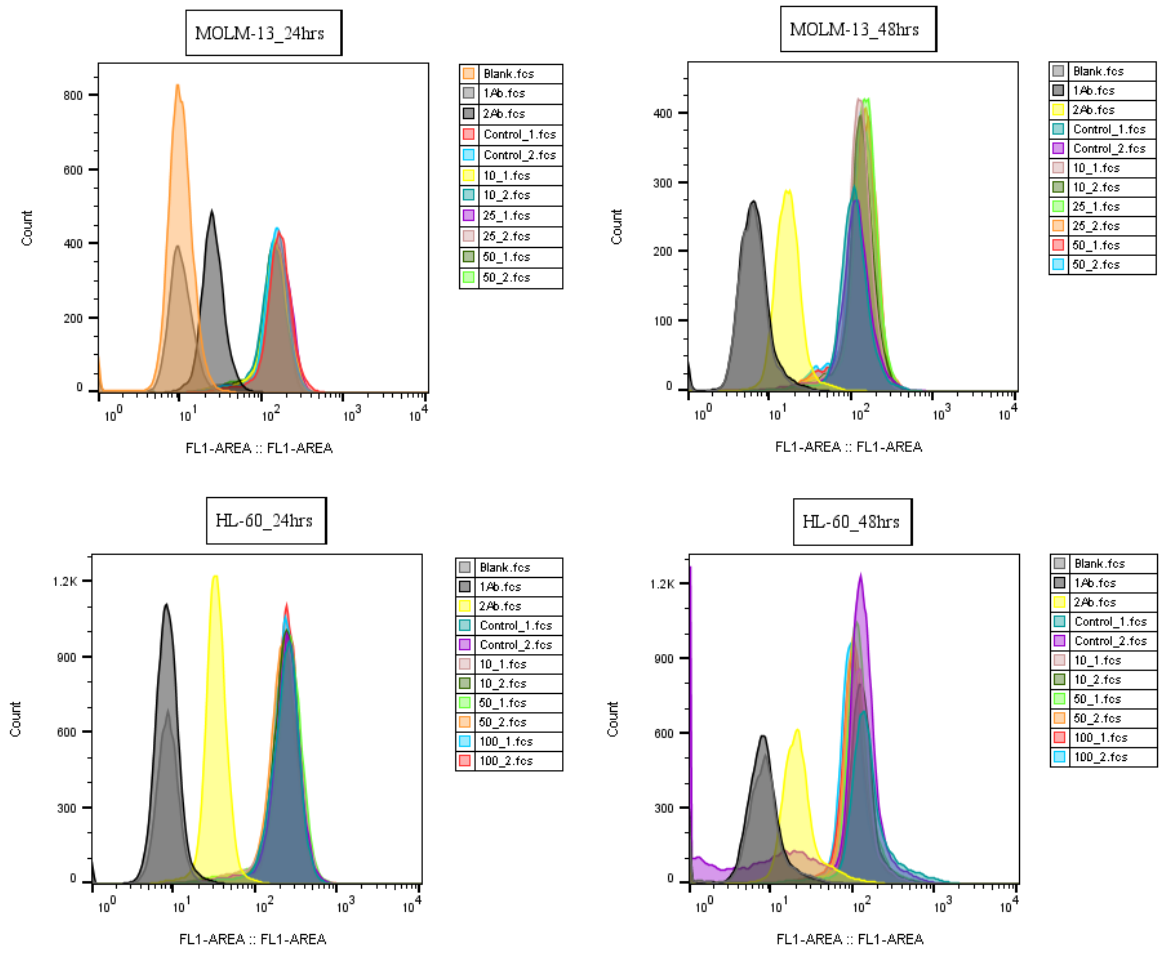 MOLM-13_24hrs
800
600
400
200
0
Count
10^0
10^1
10^2
10^3
10^4
FL1-AREA :: FL1-AREA
Blank.fcs
1Ab.fcs
2Ab.fcs
Control_1.fcs
Control_2.fcs
10_1.fcs
10_2.fcs
25_1.fcs
25_2.fcs
50_1.fcs
50_2.fcs
MOLM-13_48hrs
400
300
200
100
0
Count
10^0
10^1
10^2
10^3
10^4
FL1-AREA :: FL1-AREA
Blank.fcs
1Ab.fcs
2Ab.fcs
Control_1.fcs
Control_2.fcs
10_1.fcs
10_2.fcs
25_1.fcs
25_2.fcs
50_1.fcs
50_2.fcs
HL-60_24hrs
1.2K
900
600
300
0
Count
10^0
10^1
10^2
10^3
10^4
FL1-AREA :: FL1-AREA
Blank.fcs
1Ab.fcs
2Ab.fcs
Control_1.fcs
Control_2.fcs
10_1.fcs
10_2.fcs
50_1.fcs
50_2.fcs
100_1.fcs
100_2.fcs
HL-60_48hrs
1.2K
900
600
300
0
Count
10^0
10^1
10^2
10^3
10^4
FL1-AREA :: FL1-AREA
Blank.fcs
1Ab.fcs
2Ab.fcs
Control_1.fcs
Control_2.fcs
10_1.fcs
10_2.fcs
50_1.fcs
50_2.fcs
100_1.fcs
100_2.fcs